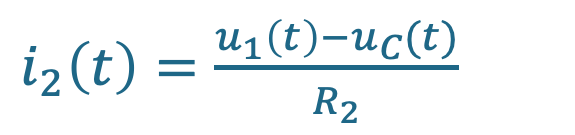 i₂(t) = (u₁(t)−u_C(t))/R₂